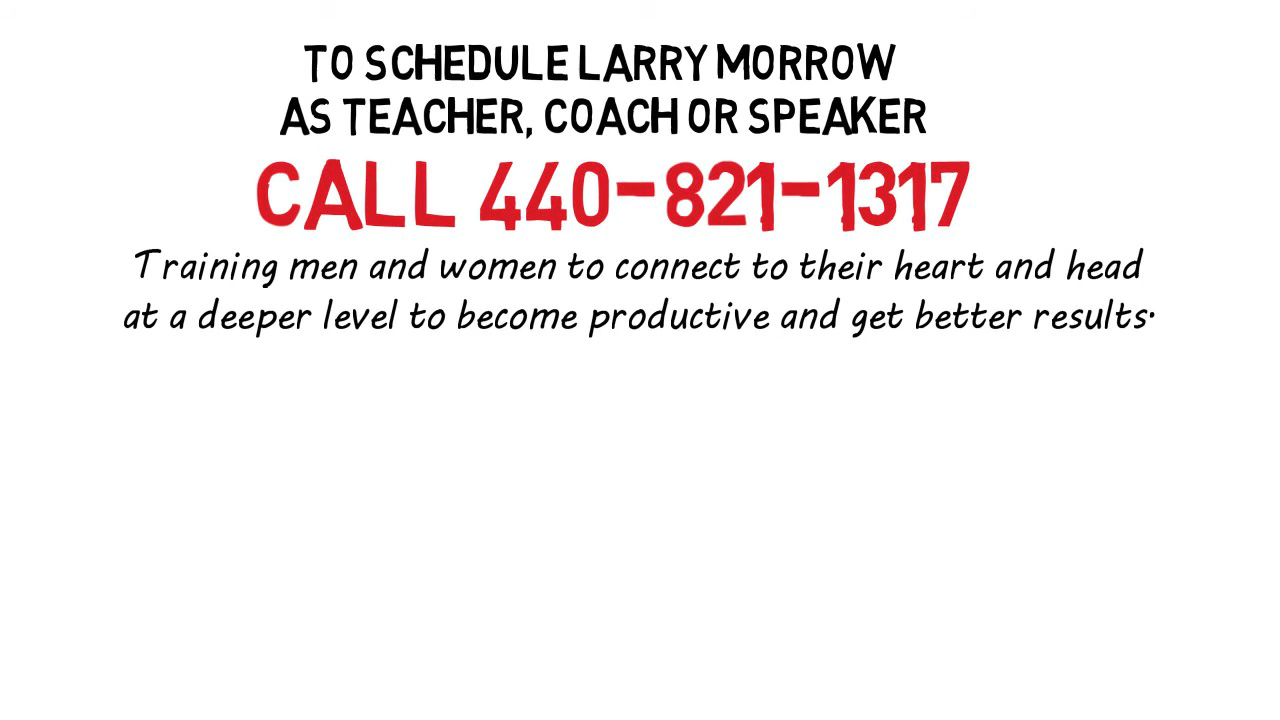 TO SCHEDULE LARRY MORROW
AS TEACHER, COACH OR SPEAKER
CALL 440-821-1317
Training men and women to connect to their heart and head
at a deeper level to become productive and get better results.